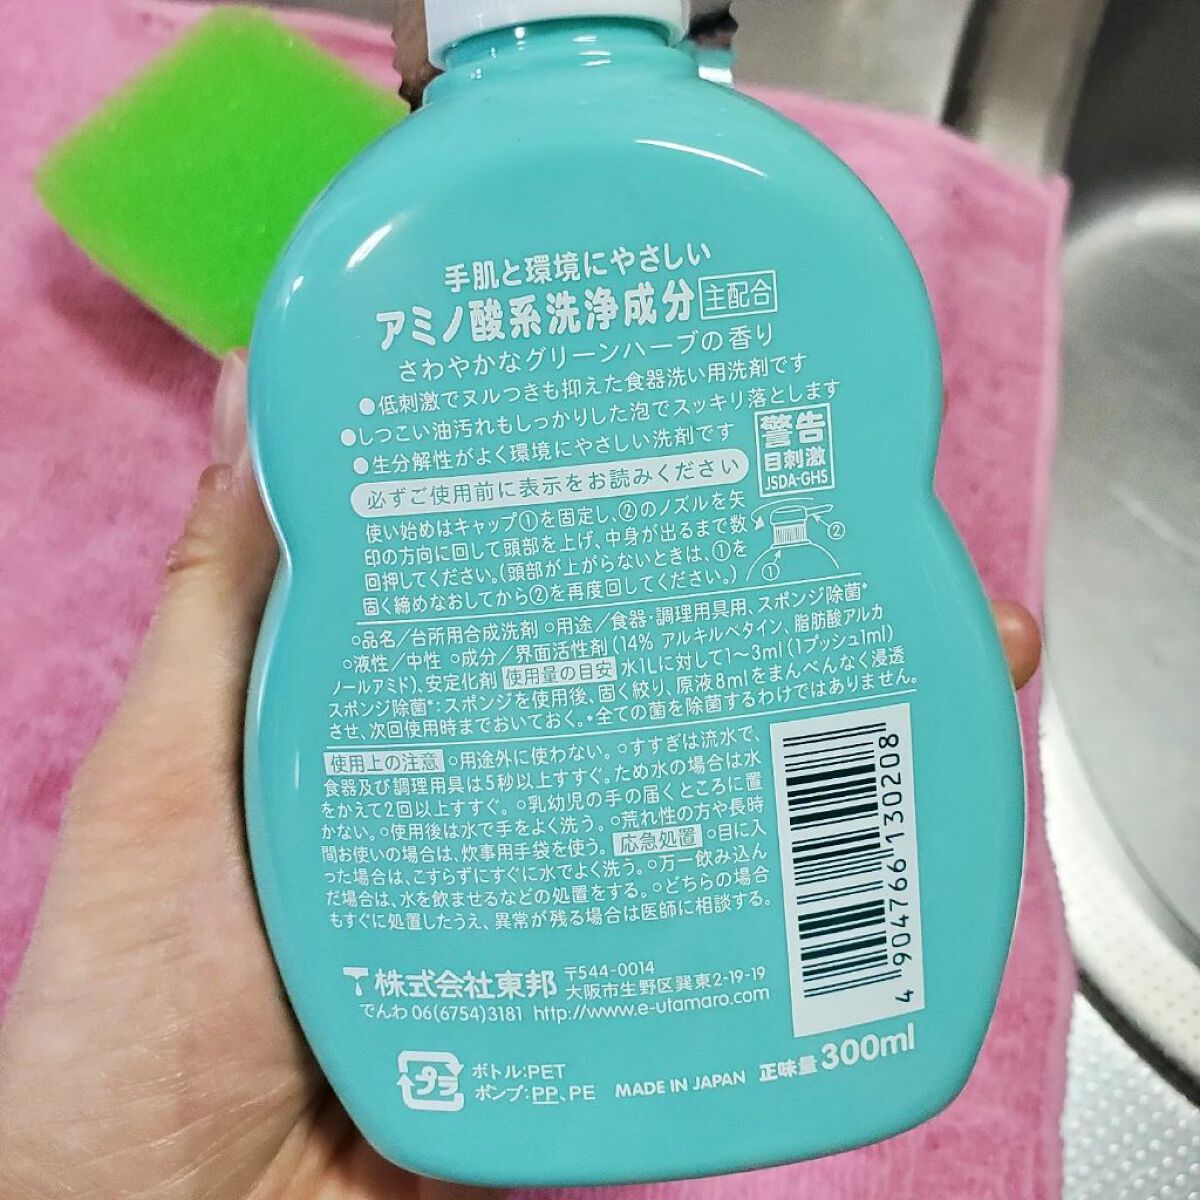 手肌と環境にやさしい
アミノ酸系洗浄成分 主配合
さわやかなグリーンハーブの香り
●低刺激でヌルつきも抑えた食器洗い用洗剤です
●しつこい油汚れもしっかりした泡でスッキリ落とします
●生分解性がよく環境にやさしい洗剤です
警告
目刺激
JSDA-GHS
必ずご使用前に表示をお読みください
使い始めはキャップ①を固定し、②のノズルを矢
印の方向に回して頭部を上げ、中身が出るまで数
回押してください。(頭部が上がらないときは、①を
固く締めなおしてから②を再度回してください。)
②
①
○品名/台所用合成洗剤 ○用途/食器・調理用具用、スポンジ除菌*
○液性/中性 ○成分/界面活性剤(14% アルキルベタイン、脂肪酸アルカ
ノールアミド)、安定化剤 使用量の目安 水1Lに対して1〜3ml(1プッシュ1ml)
スポンジ除菌*:スポンジを使用後、固く絞り、原液8mlをまんべんなく浸透
させ、次回使用時までおいておく。*全ての菌を除菌するわけではありません。
使用上の注意 ○用途外に使わない。○すすぎは流水で、
食器及び調理用具は5秒以上すすぐ。ため水の場合は水
をかえて2回以上すすぐ。○乳幼児の手の届くところに置
かない。○使用後は水で手をよく洗う。○荒れ性の方や長時
間お使いの場合は、炊事用手袋を使う。 応急処置 ○目に入
った場合は、こすらずにすぐに水でよく洗う。○万一飲み込ん
だ場合は、水を飲ませるなどの処置をする。○どちらの場合
もすぐに処置したうえ、異常が残る場合は医師に相談する。
4 904766 130208
株式会社東邦 〒544-0014
大阪市生野区巽東2-19-19
でんわ 06(6754)3181 http://www.e-utamaro.com
プラ
ボトル:PET
ポンプ:PP、PE
MADE IN JAPAN 正味量 300ml